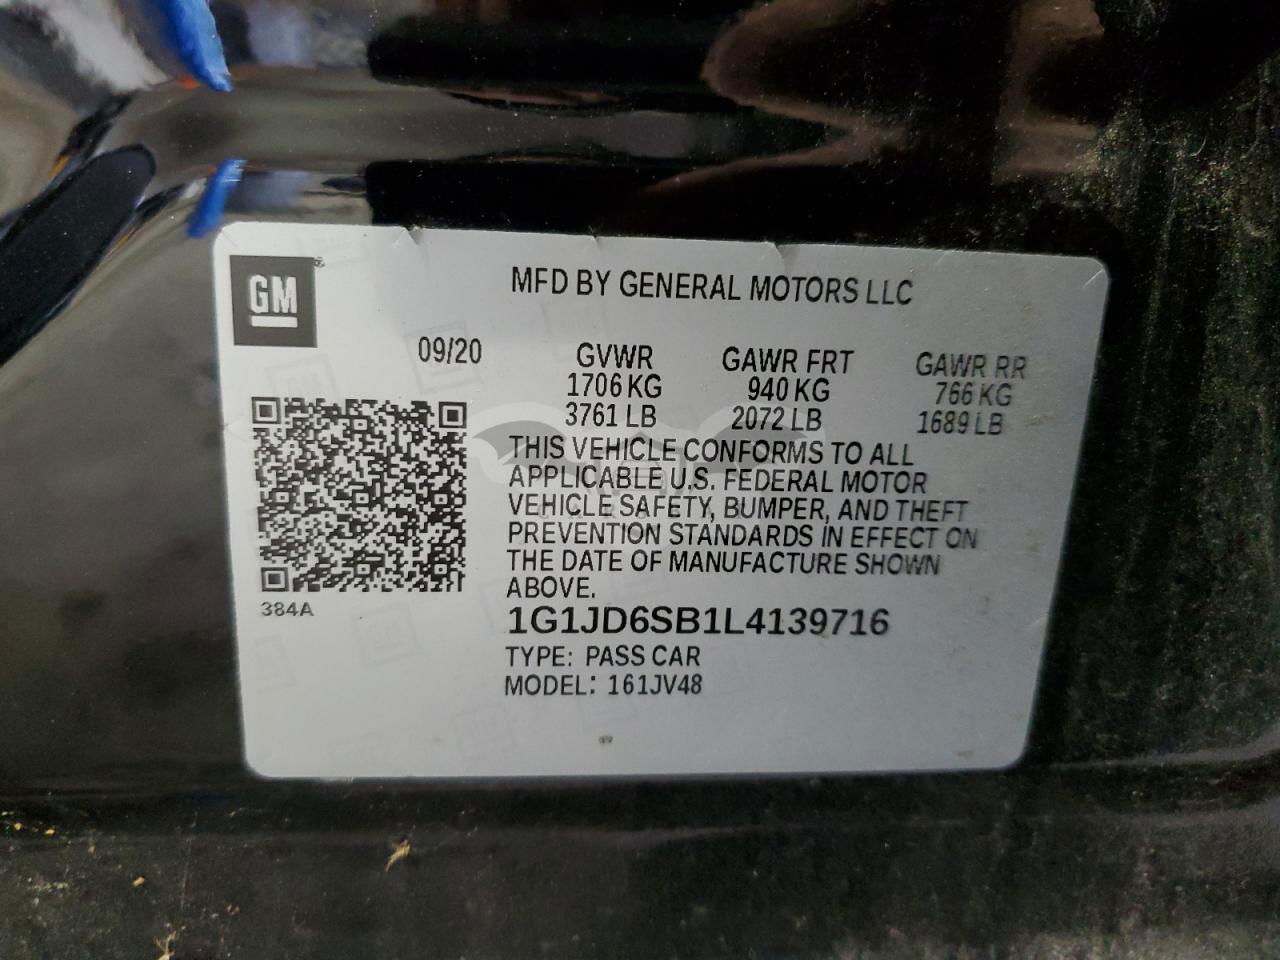 GM ®
MFD BY GENERAL MOTORS LLC
09/20 GVWR GAWR FRT GAWR RR
1706 KG 940 KG 766 KG
3761 LB 2072 LB 1689 LB
THIS VEHICLE CONFORMS TO ALL
APPLICABLE U.S. FEDERAL MOTOR
VEHICLE SAFETY, BUMPER, AND THEFT
PREVENTION STANDARDS IN EFFECT ON
THE DATE OF MANUFACTURE SHOWN
ABOVE.
384A
1G1JD6SB1L4139716
TYPE: PASS CAR
MODEL: 161JV48